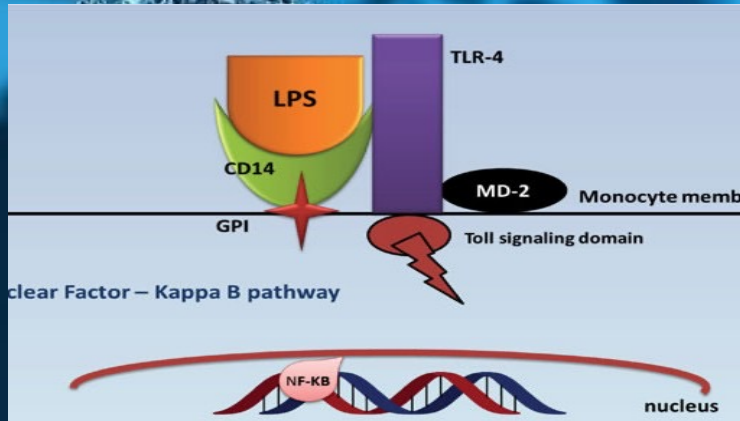 TLR-4
LPS
CD14
MD-2
Monocyte memb
GPI
Toll signaling domain
clear Factor – Kappa B pathway
NF-KB
nucleus